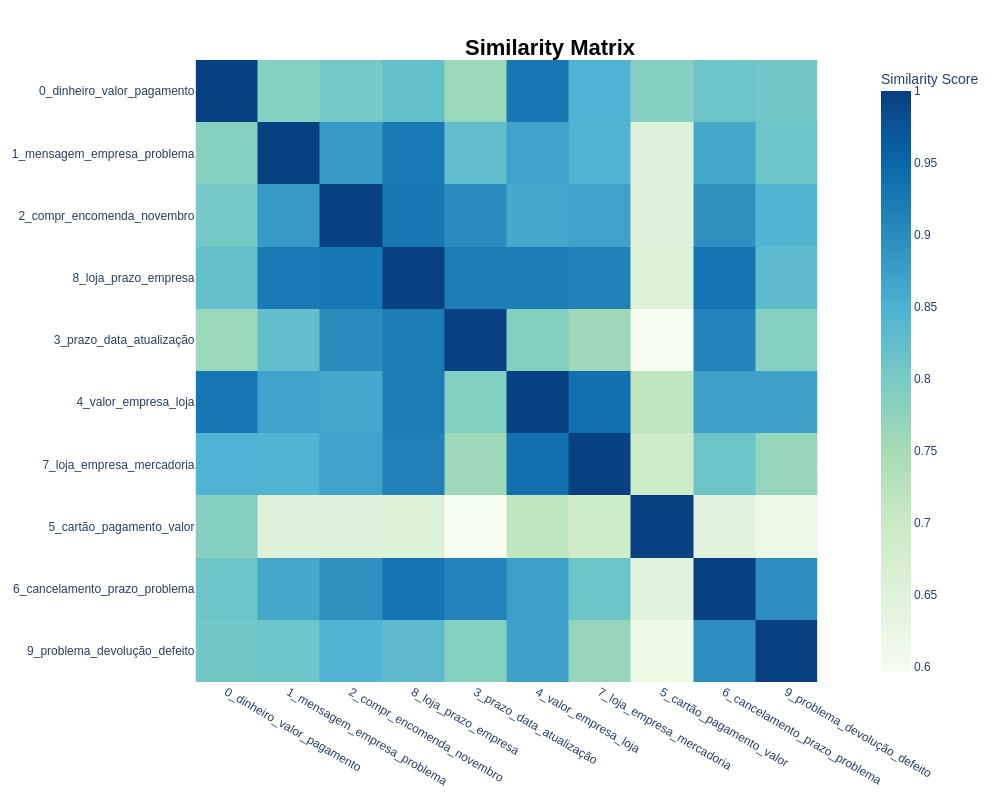 Similarity Matrix
Similarity Score
0_dinheiro_valor_pagamento
1_mensagem_empresa_problema
2_compr_encomenda_novembro
8_loja_prazo_empresa
3_prazo_data_atualização
4_valor_empresa_loja
7_loja_empresa_mercadoria
5_cartão_pagamento_valor
6_cancelamento_prazo_problema
9_problema_devolução_defeito
1
0.95
0.9
0.85
0.8
0.75
0.7
0.65
0.6
0_dinheiro_valor_pagamento
1_mensagem_empresa_problema
2_compr_encomenda_novembro
8_loja_prazo_empresa
3_prazo_data_atualização
4_valor_empresa_loja
7_loja_empresa_mercadoria
5_cartão_pagamento_valor
6_cancelamento_prazo_problema
9_problema_devolução_defeito